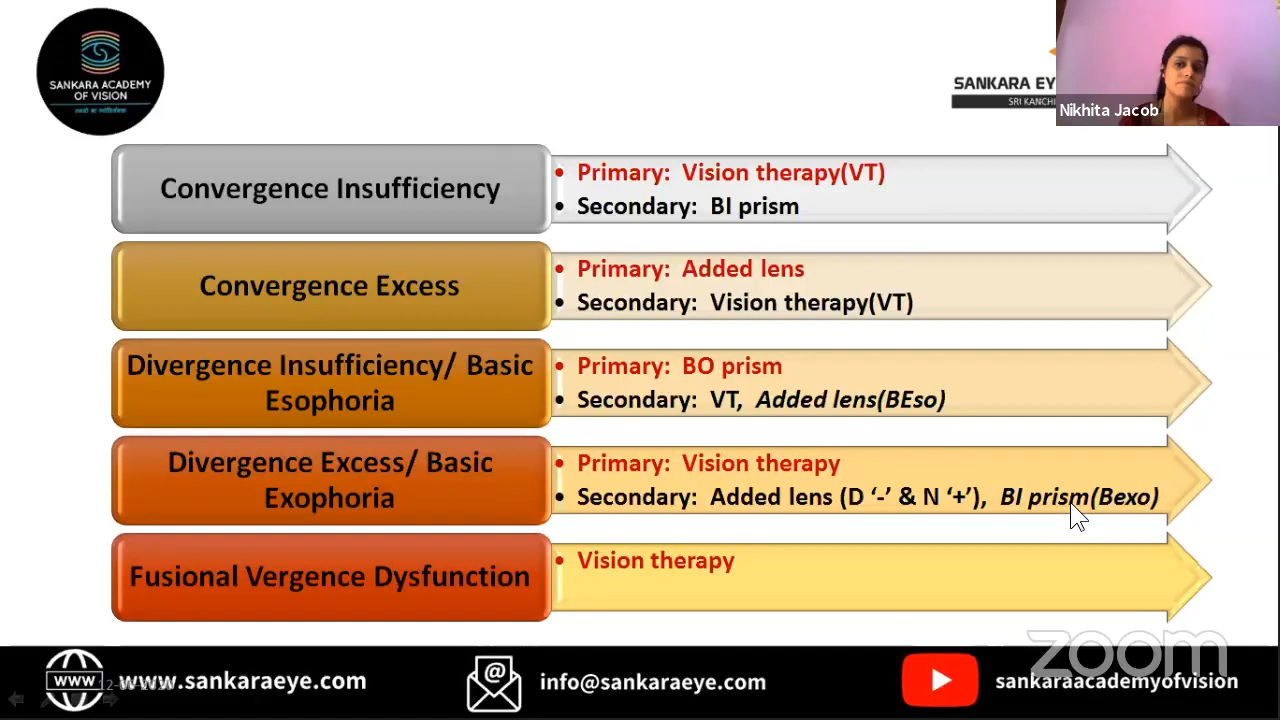 SANKARA ACADEMY
OF VISION
SANKARA EY
SRI KANCHI
Nikhita Jacob
Convergence Insufficiency
• Primary: Vision therapy(VT)
• Secondary: BI prism
Convergence Excess
• Primary: Added lens
• Secondary: Vision therapy(VT)
Divergence Insufficiency/ Basic
Esophoria
• Primary: BO prism
• Secondary: VT, Added lens(BEso)
Divergence Excess/ Basic
Exophoria
• Primary: Vision therapy
• Secondary: Added lens (D ‘-’ & N ‘+’), BI prism(Bexo)
Fusional Vergence Dysfunction
• Vision therapy
zoom
WWW
www.sankaraeye.com
info@sankaraeye.com
sankaraacademyofvision